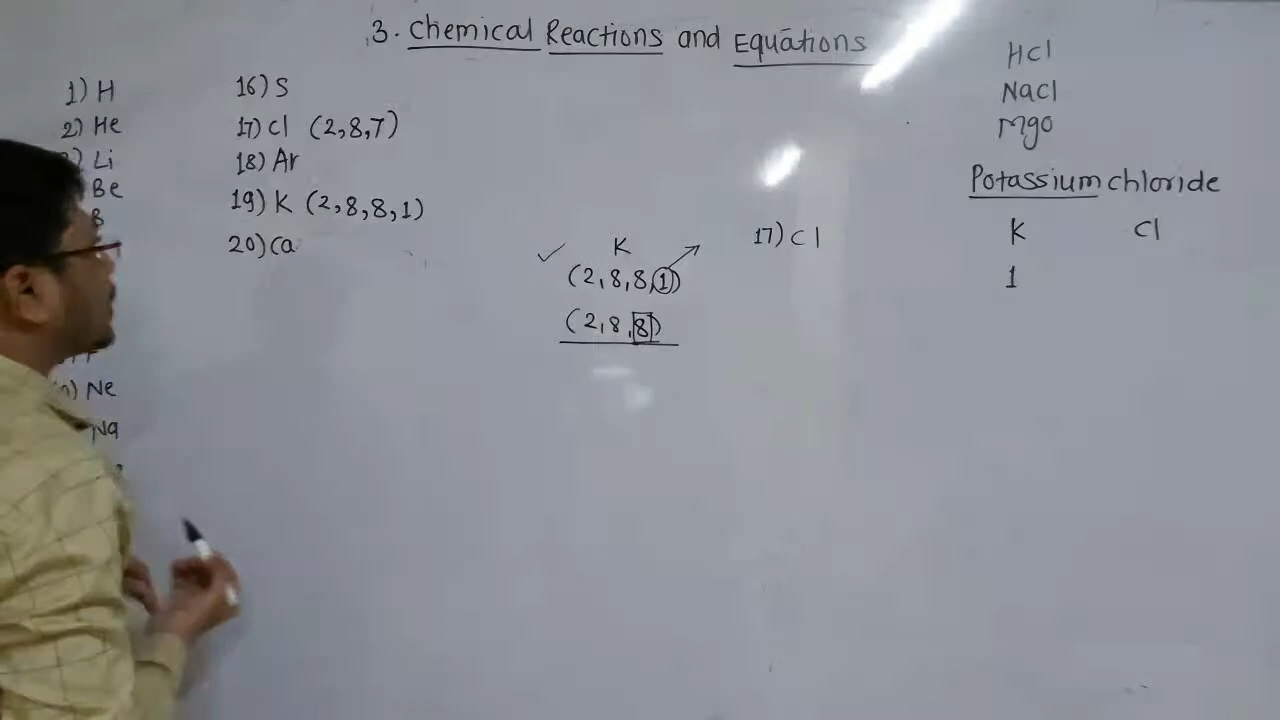 3. Chemical Reactions and Equations
1) H
2) He
Li
Be
B
Ne
Na
16) S
17) Cl (2,8,7)
18) Ar
19) K (2,8,8,1)
20) Ca
✓ K
(2,8,8,1)
(2,8,8)
17) Cl
HCl
NaCl
MgO
Potassium chloride
K Cl
1